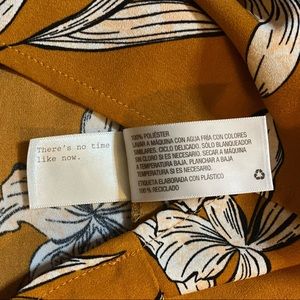 There's no time
like now.
100% POLIÉSTER.
LAVAR A MÁQUINA CON AGUA FRÍA CON COLORES
SIMILARES. CICLO DELICADO. SÓLO BLANQUEADOR
SIN CLORO SI ES NECESARIO. SECAR A MÁQUINA
A TEMPERATURA BAJA. PLANCHAR A BAJA
TEMPERATURA SI ES NECESARIO.
ETIQUETA ELABORADA CON PLÁSTICO
100 % RECICLADO